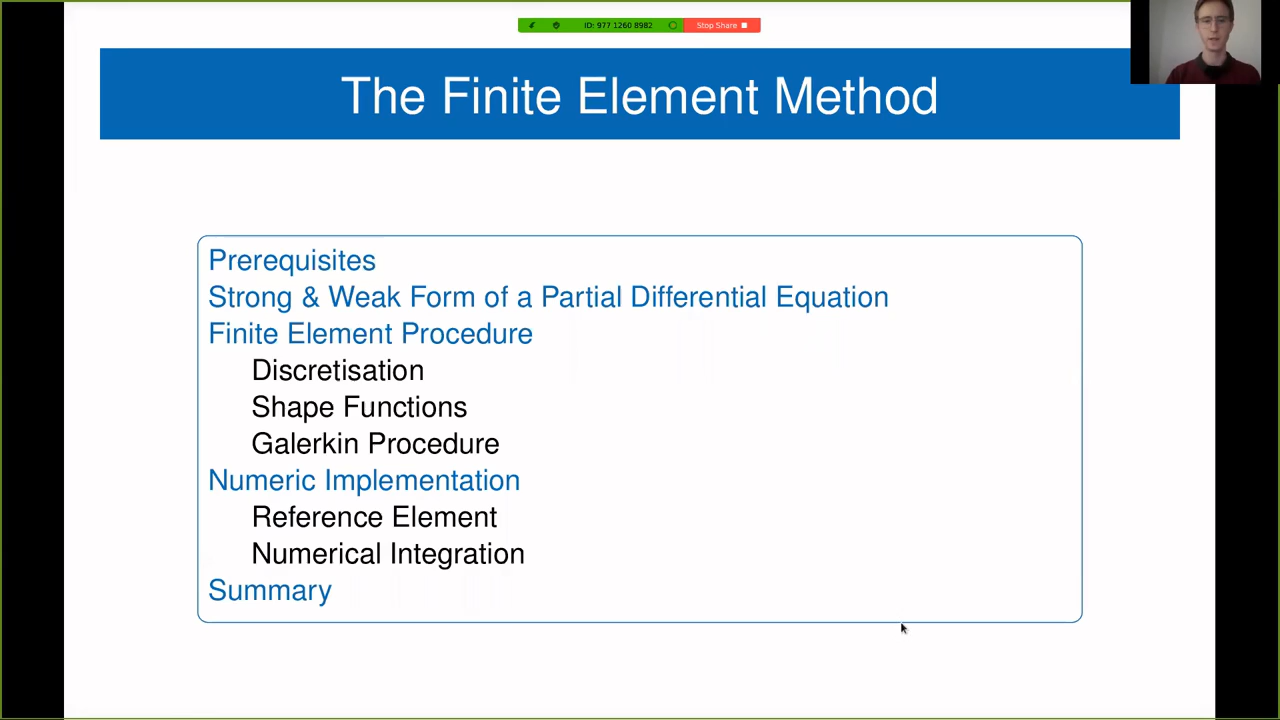 ID: 977 1260 8982
Stop Share
The Finite Element Method
Prerequisites
Strong & Weak Form of a Partial Differential Equation
Finite Element Procedure
Discretisation
Shape Functions
Galerkin Procedure
Numeric Implementation
Reference Element
Numerical Integration
Summary